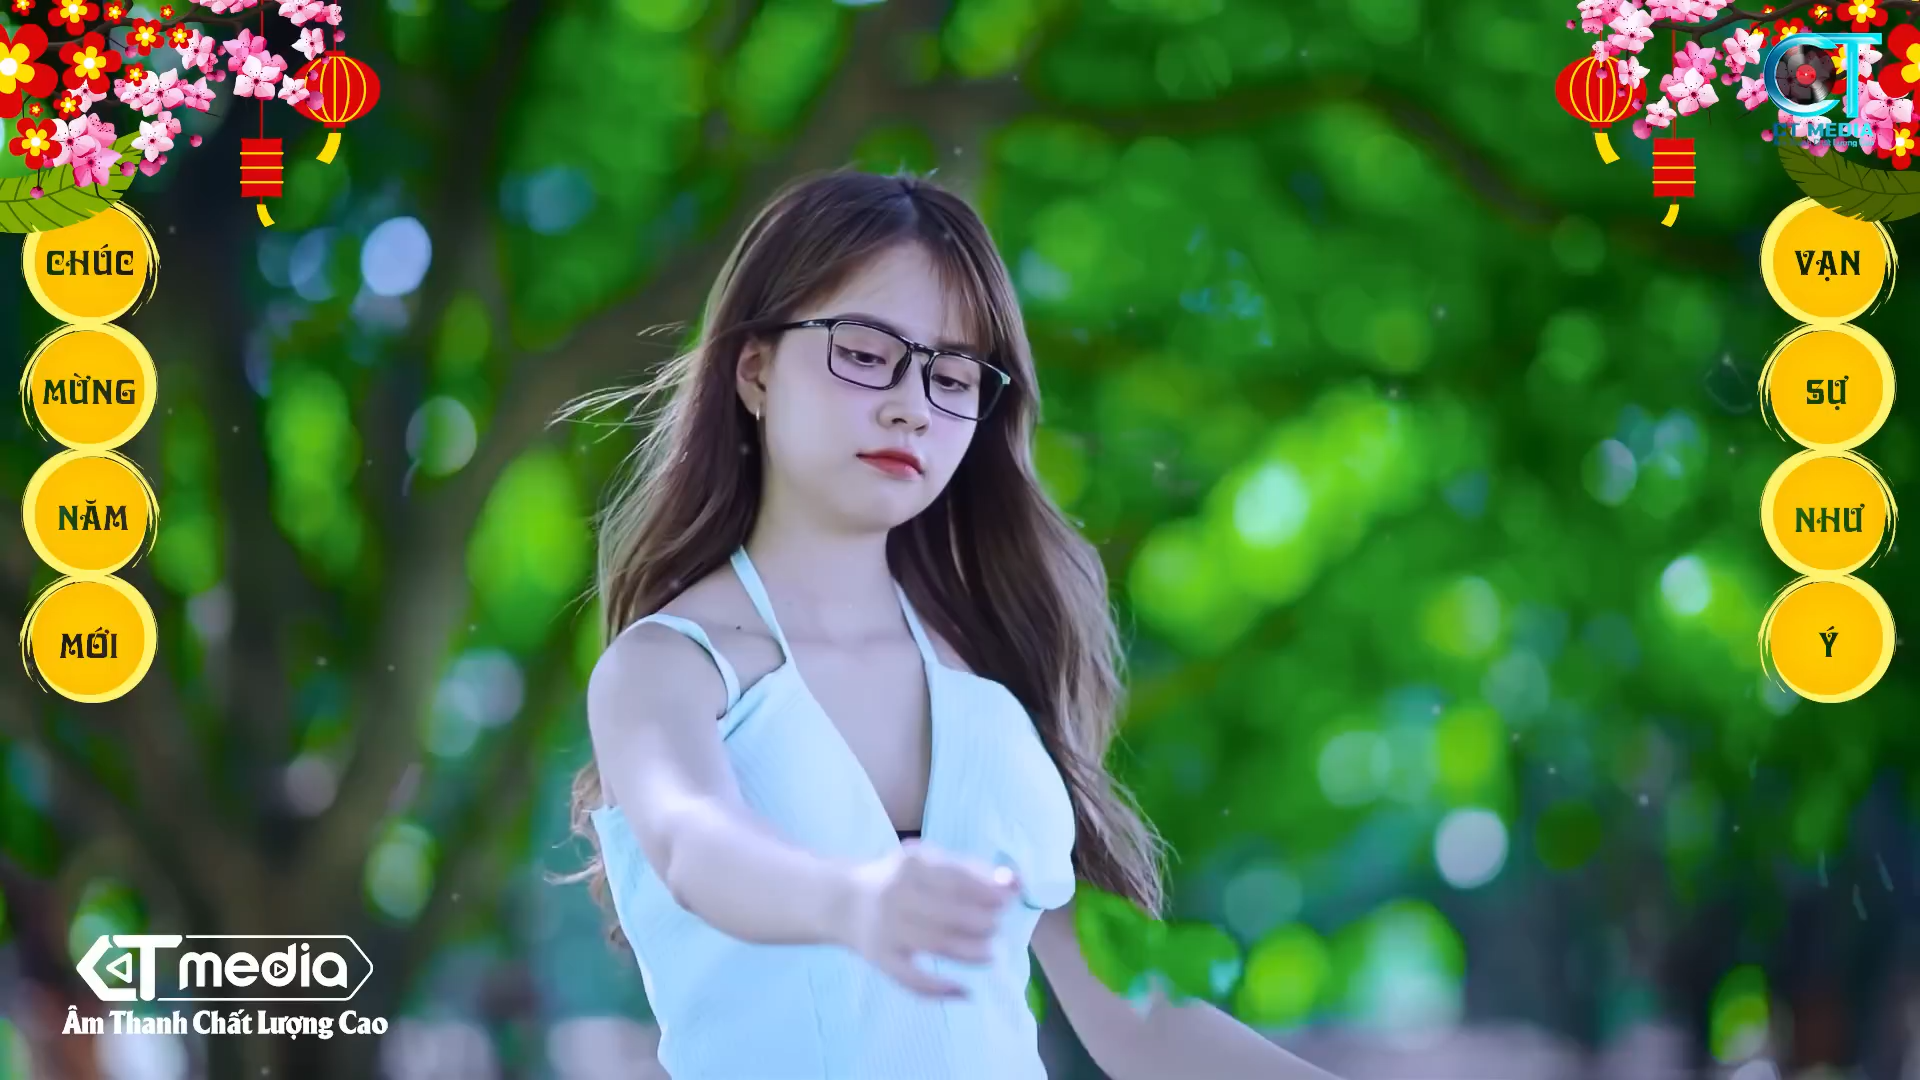 CHÚC
MỪNG
NĂM
MỚI
VẠN
SỰ
NHƯ
Ý
CT MEDIA
CT media
Âm Thanh Chất Lượng Cao